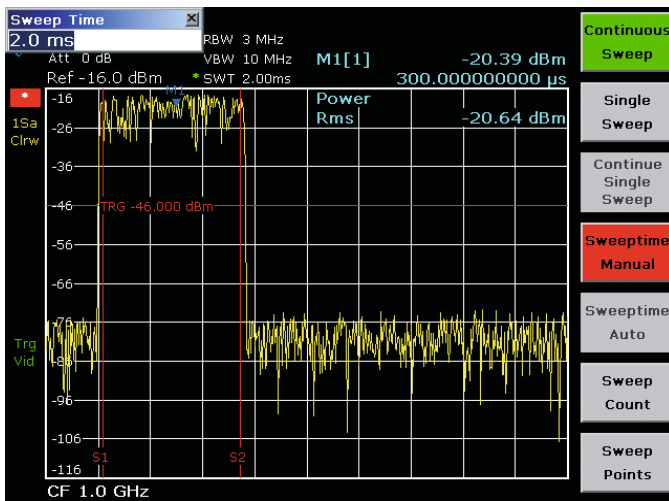 Sweep Time
2.0 ms
RBW 3 MHz
Att 0 dB
VBW 10 MHz
M1[1]
-20.39 dBm
Ref -16.0 dBm
* SWT 2.00ms
300.000000000 µs
*
1Sa
Clrw
Trg
Vid
M1
Power
Rms
-20.64 dBm
-16
-26
-36
-46
TRG -46.000 dBm
-56
-66
-76
-86
-96
-106
-116
S1
S2
CF 1.0 GHz
Continuous
Sweep
Single
Sweep
Continue
Single
Sweep
Sweeptime
Manual
Sweeptime
Auto
Sweep
Count
Sweep
Points